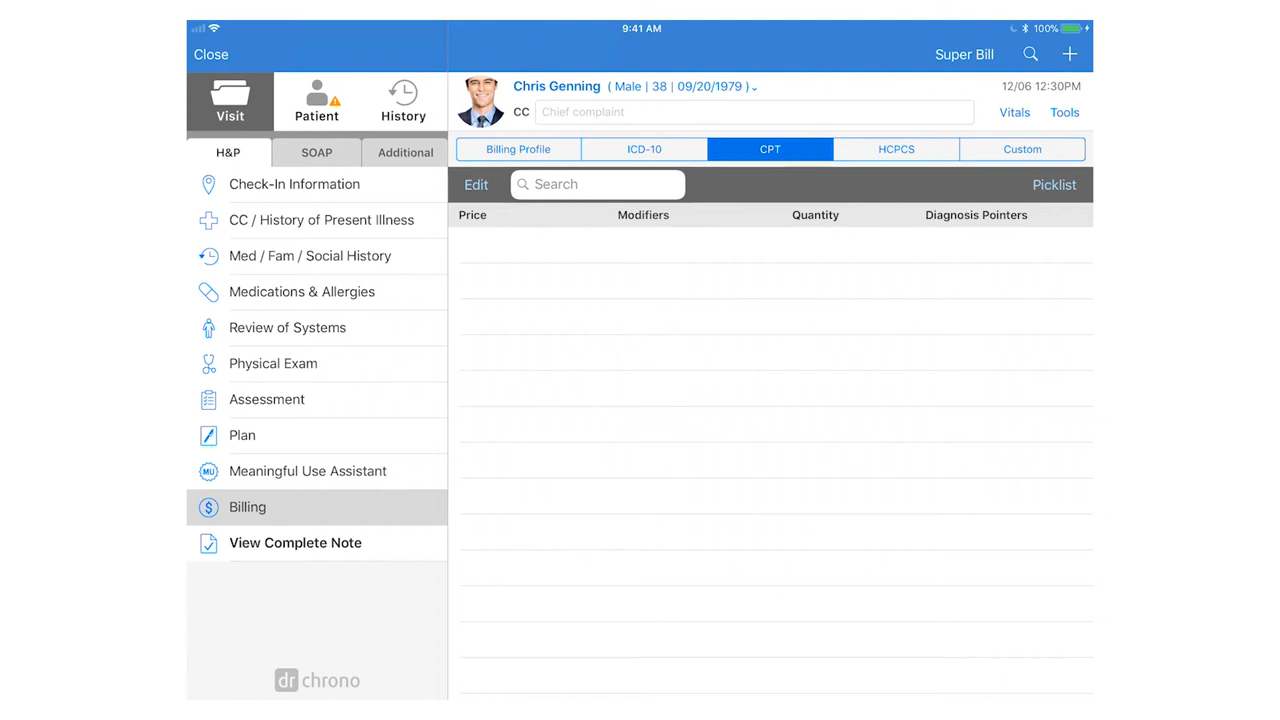 9:41 AM
100%
Close
Super Bill
Visit
Patient
History
Chris Genning ( Male | 38 | 09/20/1979 )
12/06 12:30PM
CC Chief complaint
Vitals Tools
H&P SOAP Additional
Billing Profile ICD-10 CPT HCPCS Custom
Edit Search Picklist
Price Modifiers Quantity Diagnosis Pointers
Check-In Information
CC / History of Present Illness
Med / Fam / Social History
Medications & Allergies
Review of Systems
Physical Exam
Assessment
Plan
MU Meaningful Use Assistant
$ Billing
View Complete Note
dr chrono